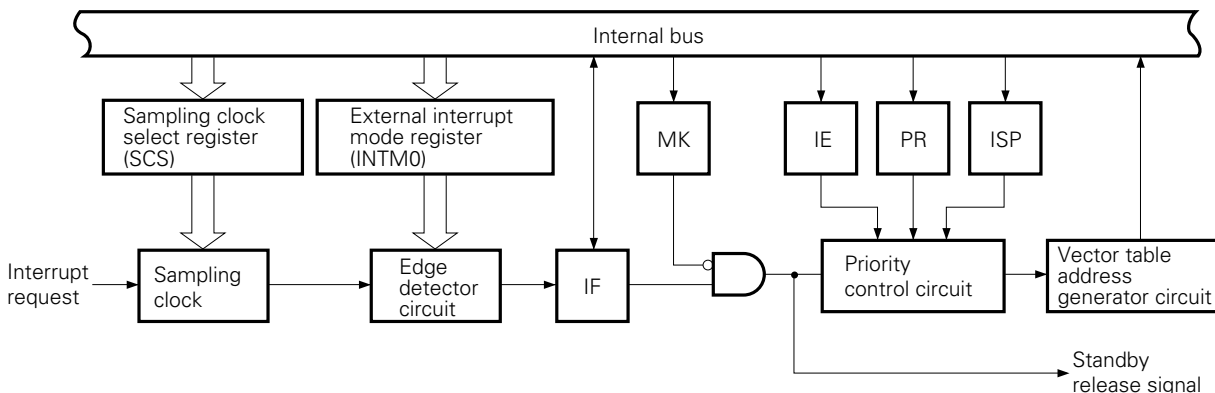 Internal bus
Sampling clock
select register
(SCS)
External interrupt
mode register
(INTM0)
MK
IE
PR
ISP
Interrupt
request
Sampling
clock
Edge
detector
circuit
IF
Priority
control circuit
Vector table
address
generator circuit
Standby
release signal